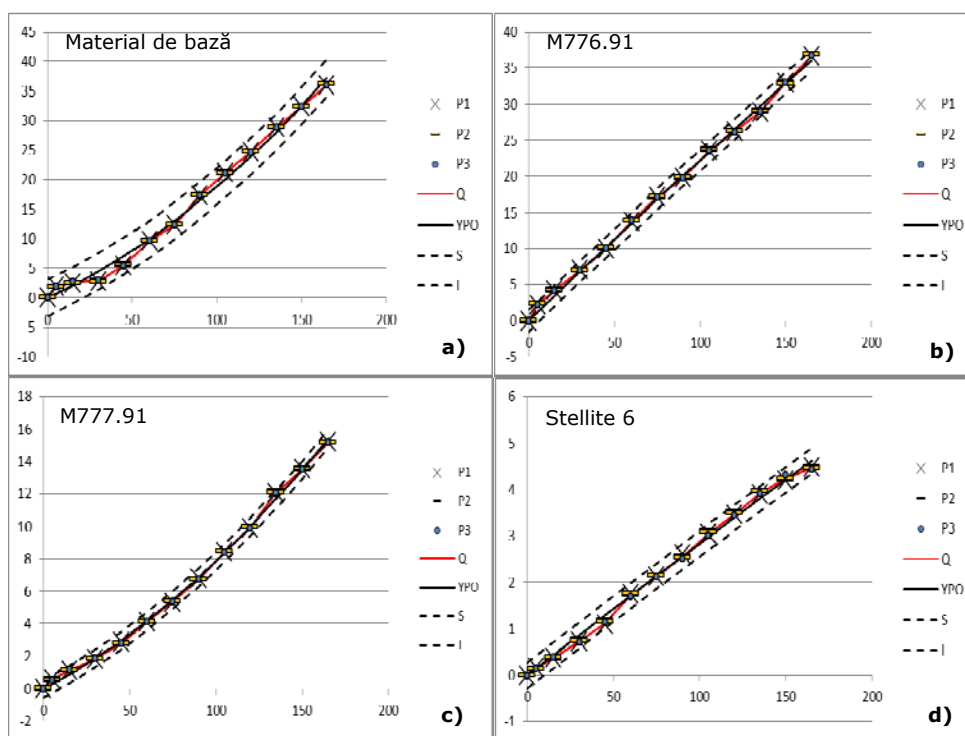 Material de bază
45
40
35
30
25
20
15
10
5
0
5
-10
0
50
100
150
200
P1
P2
P3
Q
YPO
S
I
a)
M776.91
40
35
30
25
20
15
10
5
0
-5
0
50
100
150
200
P1
P2
P3
Q
YPO
S
I
b)
M777.91
18
16
14
12
10
8
6
4
2
0
-2
0
50
100
150
200
P1
P2
P3
Q
YPO
S
I
c)
Stellite 6
6
5
4
3
2
1
0
-1
0
50
100
150
200
P1
P2
P3
Q
YPO
S
I
d)